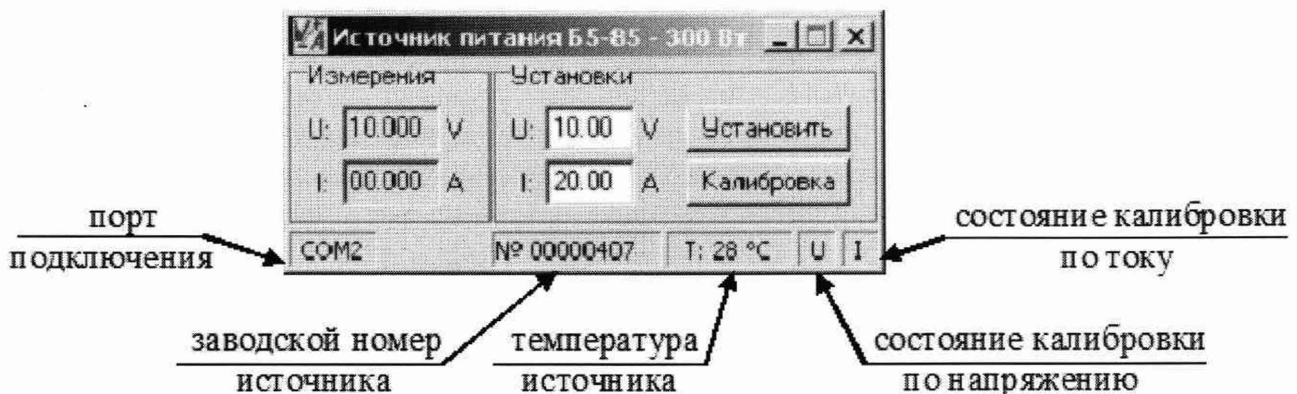 Источник питания Б5-85 - 300 Вт
Измерения
Установки
U: 10.000 V
U: 10.00 V
Установить
I: 00.000 A
I: 20.00 A
Калибровка
COM2
№ 00000407
T: 28 °C
U
I
порт
подключения
состояние калибровки
по току
заводской номер
источника
температура
источника
состояние калибровки
по напряжению